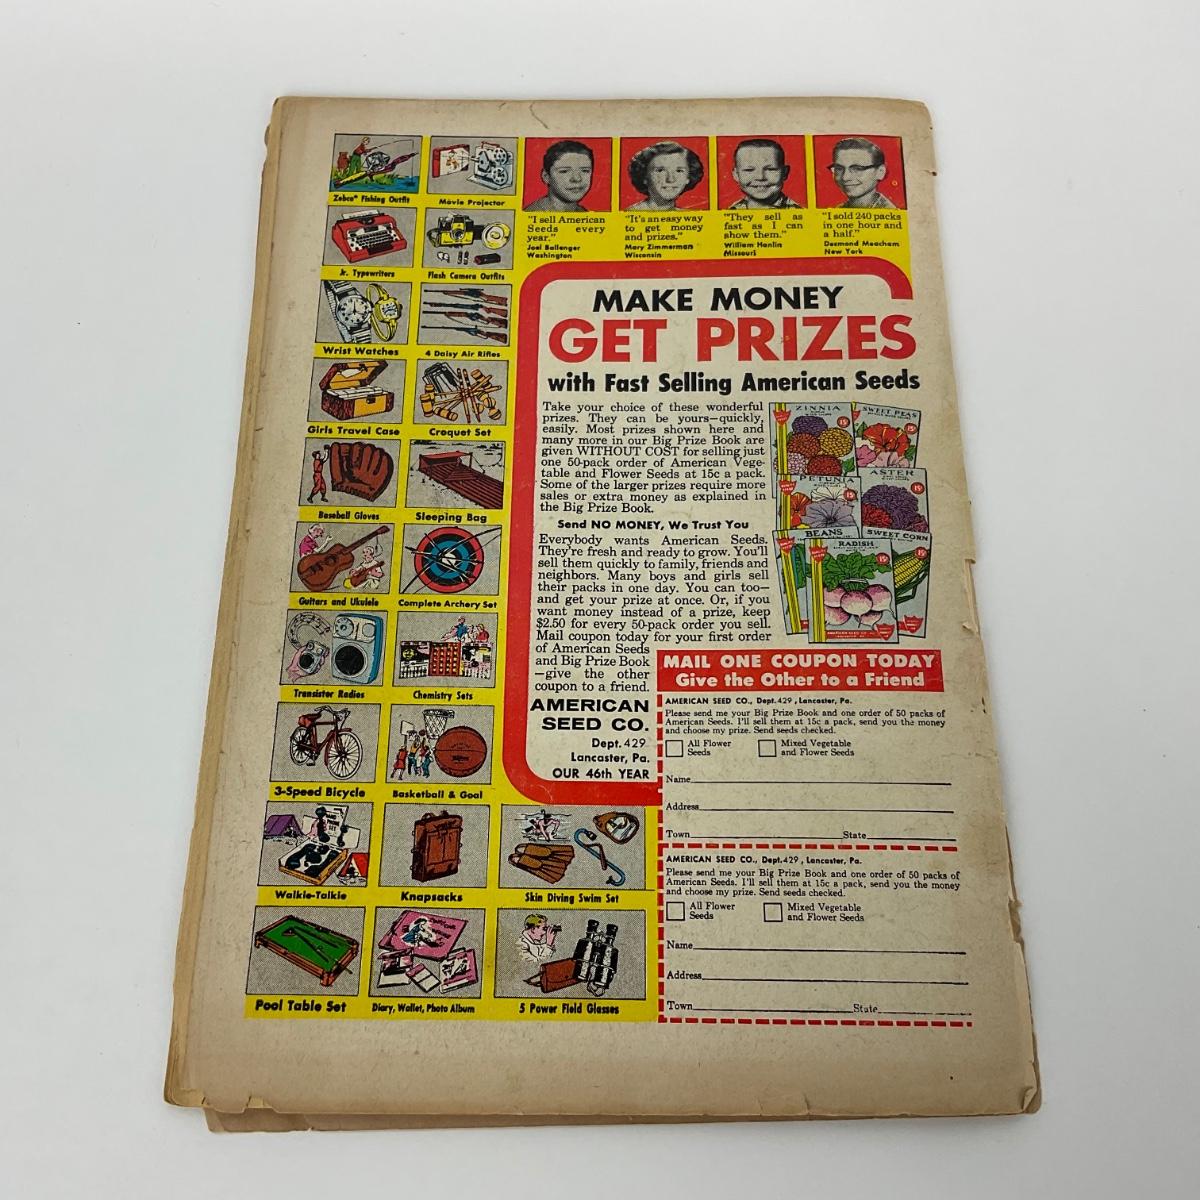 Zebco® Fishing Outfit
Movie Projector
Jr. Typewriters
Flash Camera Outfits
Wrist Watches
4 Daisy Air Rifles
Girls Travel Case
Croquet Set
Baseball Gloves
Sleeping Bag
Guitars and Ukulele
Complete Archery Set
Transistor Radios
Chemistry Sets
3-Speed Bicycle
Basketball & Goal
Walkie-Talkie
Knapsacks
Skin Diving Swim Set
Pool Table Set
Diary, Wallet, Photo Album
5 Power Field Glasses
"I sell American
Seeds every
year."
Joel Ballenger
Washington
"It's an easy way
to get money
and prizes."
Mary Zimmerman
Wisconsin
"They sell as
fast as I can
show them."
William Hanlin
Missouri
"I sold 240 packs
in one hour and
a half."
Desmond Meacham
New York
MAKE MONEY
GET PRIZES
with Fast Selling American Seeds
Take your choice of these wonderful
prizes. They can be yours—quickly,
easily. Most prizes shown here and
many more in our Big Prize Book are
given WITHOUT COST for selling just
one 50-pack order of American Vege-
table and Flower Seeds at 15c a pack.
Some of the larger prizes require more
sales or extra money as explained in
the Big Prize Book.
Send NO MONEY, We Trust You
Everybody wants American Seeds.
They're fresh and ready to grow. You'll
sell them quickly to family, friends and
neighbors. Many boys and girls sell
their packs in one day. You can too—
and get your prize at once. Or, if you
want money instead of a prize, keep
$2.50 for every 50-pack order you sell.
Mail coupon today for your first order
of American Seeds
and Big Prize Book
—give the other
coupon to a friend.
AMERICAN
SEED CO.
Dept. 429
Lancaster, Pa.
OUR 46th YEAR
ZINNIA
15¢
SWEET PEAS
15¢
PETUNIA
15¢
ASTER
15¢
BEANS
RADISH
15¢
SWEET CORN
15¢
AMERICAN SEED CO.
MAIL ONE COUPON TODAY
Give the Other to a Friend
AMERICAN SEED CO., Dept. 429, Lancaster, Pa.
Please send me your Big Prize Book and one order of 50 packs of
American Seeds. I'll sell them at 15c a pack, send you the money
and choose my prize. Send seeds checked.
All Flower
Seeds
Mixed Vegetable
and Flower Seeds
Name
Address
Town State
AMERICAN SEED CO., Dept. 429, Lancaster, Pa.
Please send me your Big Prize Book and one order of 50 packs of
American Seeds. I'll sell them at 15c a pack, send you the money
and choose my prize. Send seeds checked.
All Flower
Seeds
Mixed Vegetable
and Flower Seeds
Name
Address
Town State